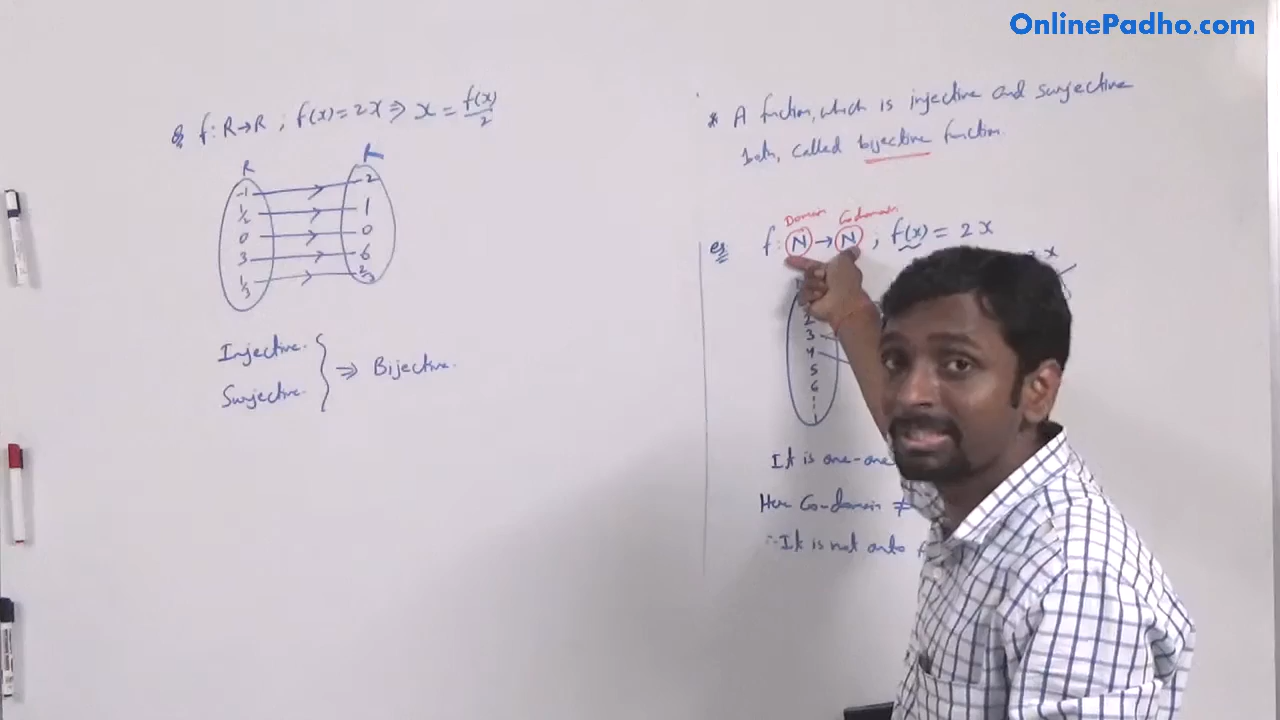 OnlinePadho.com
eg f: R→R ; f(x) = 2x ⇒ x = f(x)/2
R R
-1 -2
1/2 1
0 0
3 6
1/3 2/3
Injective.
Surjective.
⇒ Bijective.
* A function, which is injective and surjective
both, called bijective function.
Domain Co domain
eg f: N → N ; f(x) = 2x
2
3
4
5
6
It is one-one
Here Co-domain ≠
∴ It is not onto